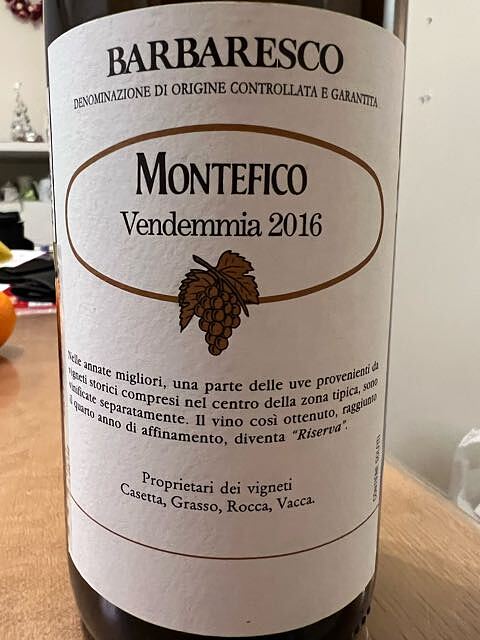 BARBARESCO
DENOMINAZIONE DI ORIGINE CONTROLLATA E GARANTITA
MONTEFICO
Vendemmia 2016
Nelle annate migliori, una parte delle uve provenienti da
vigneti storici compresi nel centro della zona tipica, sono
vinificate separatamente. Il vino così ottenuto, raggiunto
il quarto anno di affinamento, diventa "Riserva".
Proprietari dei vigneti
Casetta, Grasso, Rocca, Vacca.
CONTIENE SOLFITI